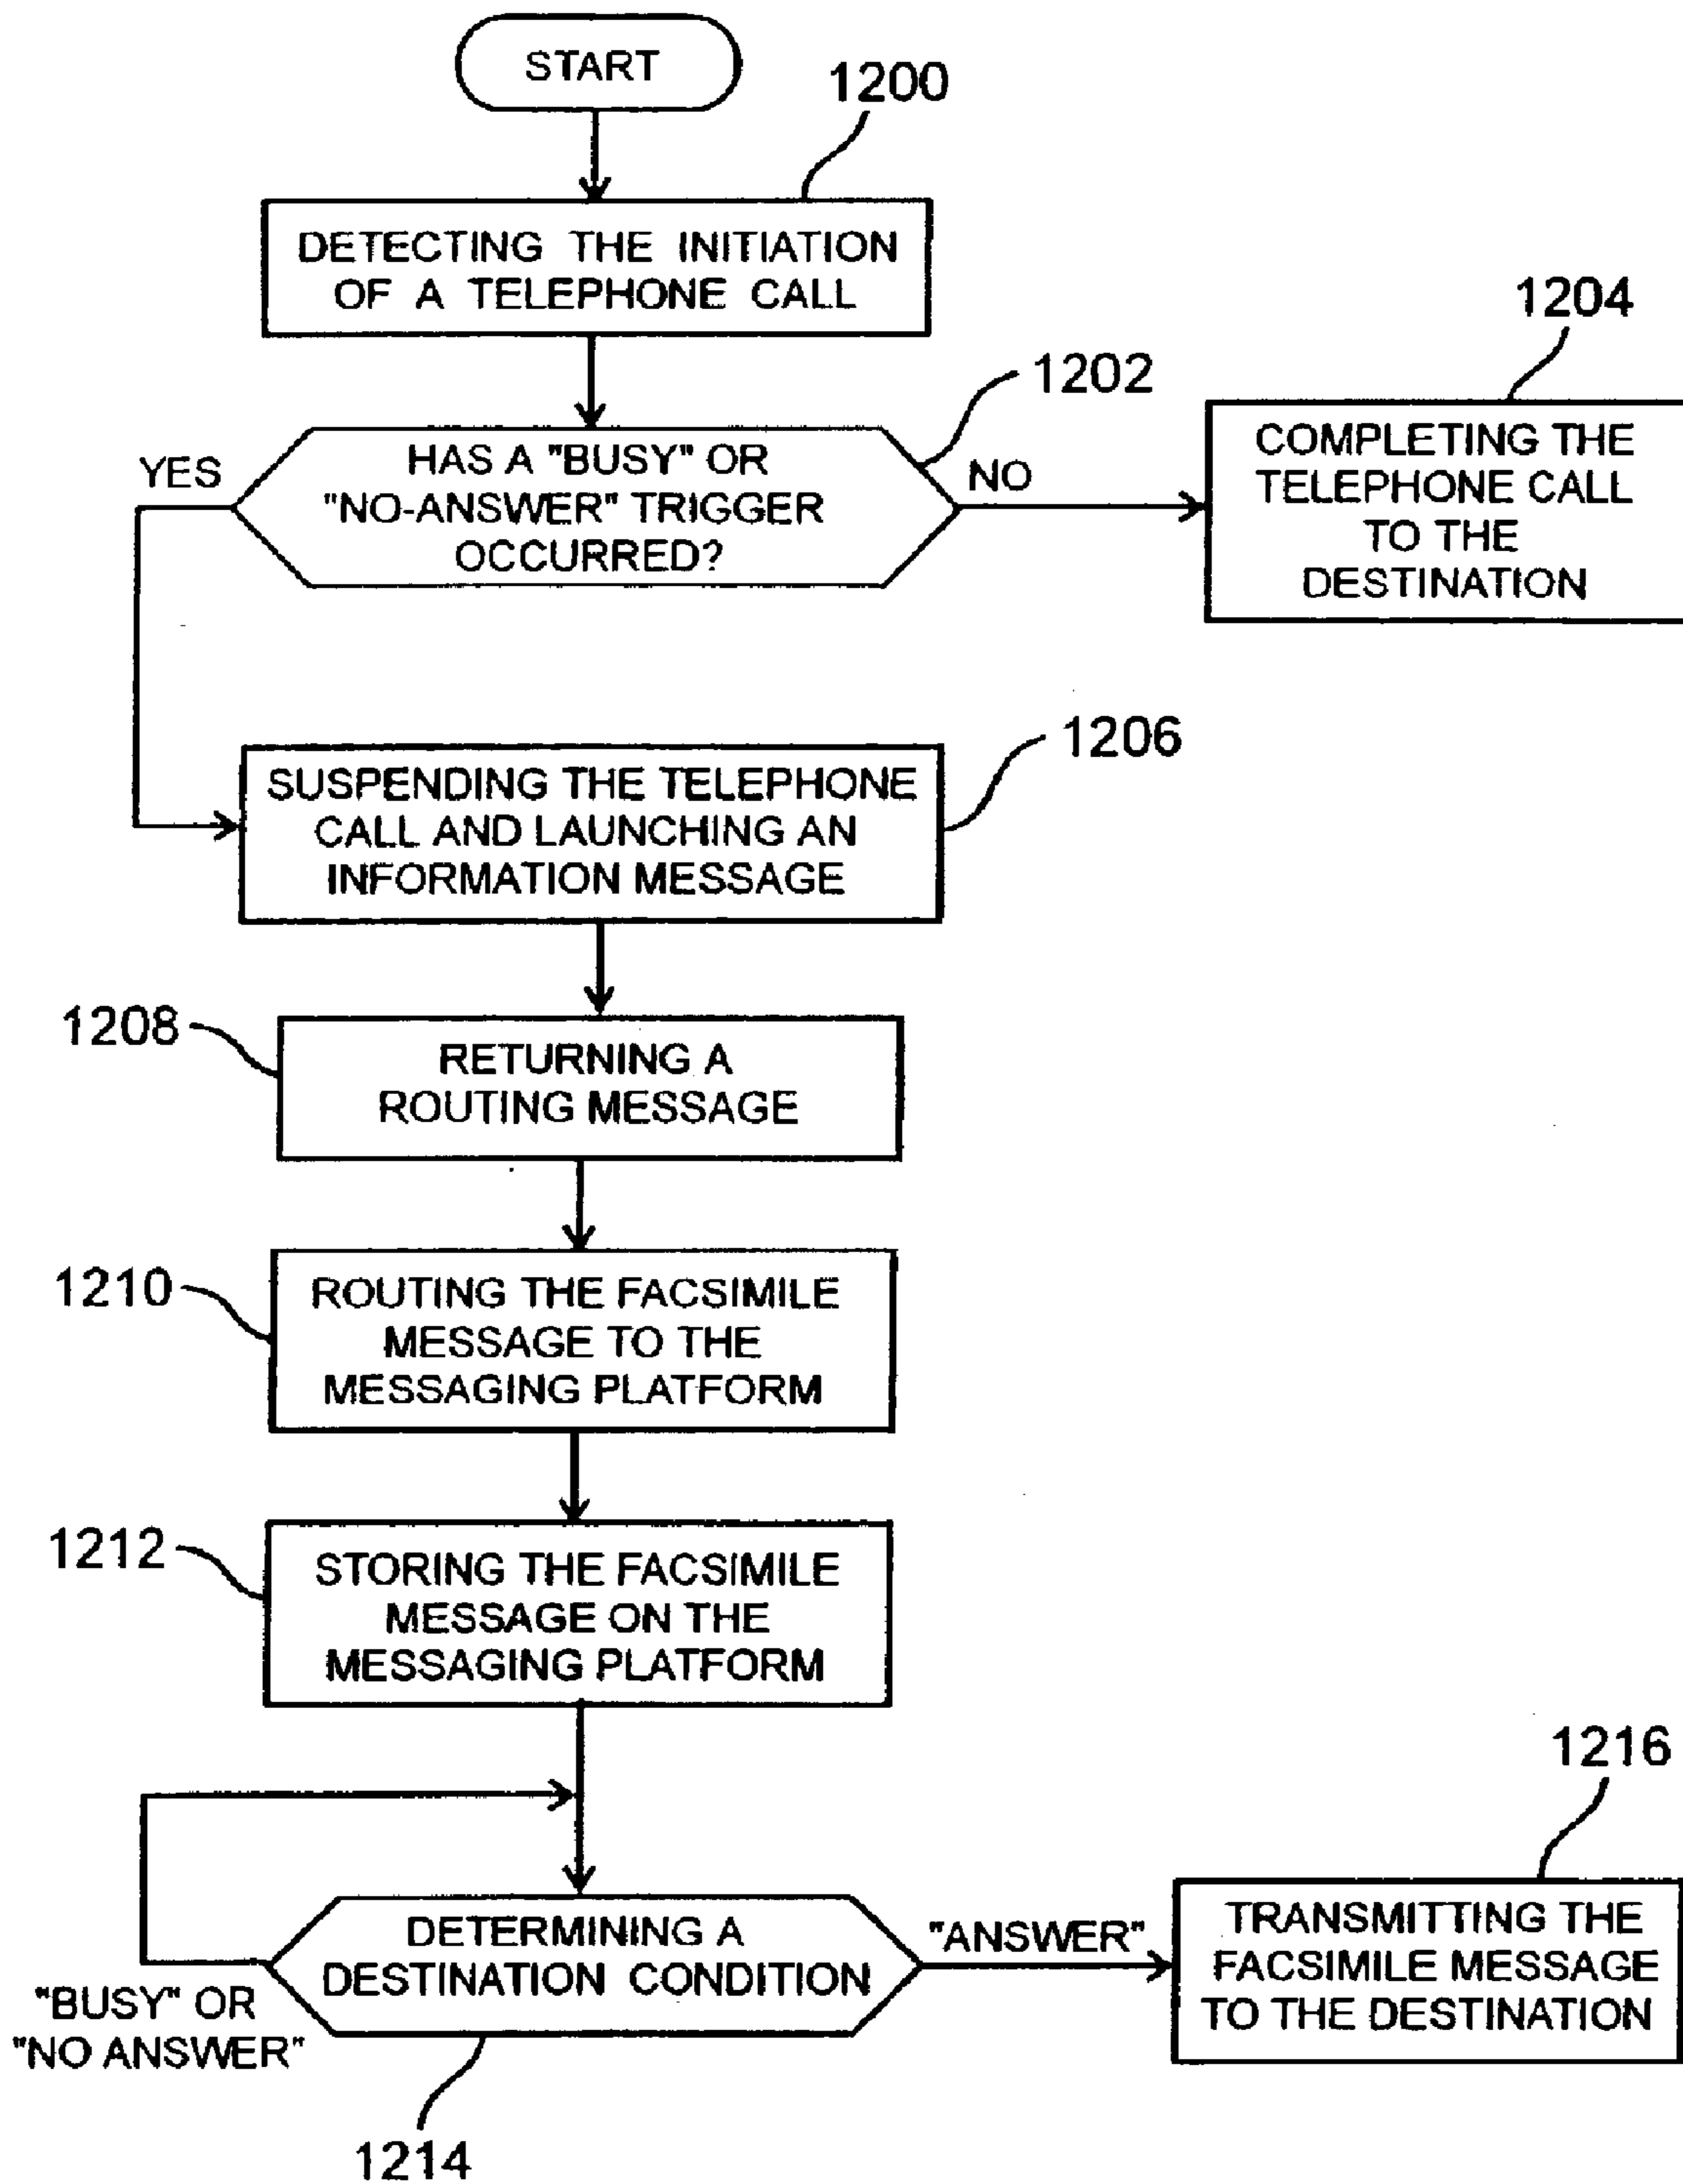 START
1200
DETECTING THE INITIATION
OF A TELEPHONE CALL
1202
1204
YES
HAS A "BUSY" OR
"NO-ANSWER" TRIGGER
OCCURRED?
NO
COMPLETING THE
TELEPHONE CALL
TO THE
DESTINATION
1206
SUSPENDING THE TELEPHONE
CALL AND LAUNCHING AN
INFORMATION MESSAGE
1208
RETURNING A
ROUTING MESSAGE
1210
ROUTING THE FACSIMILE
MESSAGE TO THE
MESSAGING PLATFORM
1212
STORING THE FACSIMILE
MESSAGE ON THE
MESSAGING PLATFORM
1216
DETERMINING A
DESTINATION CONDITION
"BUSY" OR
"NO ANSWER"
"ANSWER"
TRANSMITTING THE
FACSIMILE MESSAGE
TO THE DESTINATION
1214